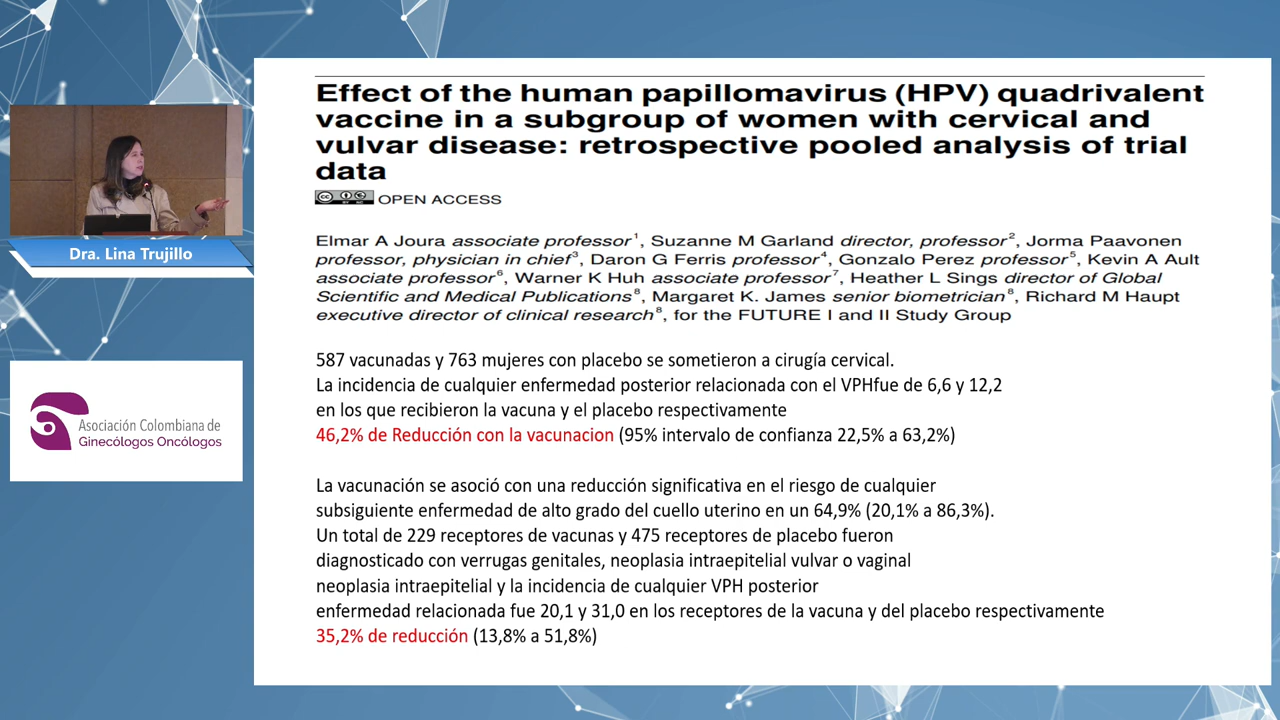 Effect of the human papillomavirus (HPV) quadrivalent
vaccine in a subgroup of women with cervical and
vulvar disease: retrospective pooled analysis of trial
data
OPEN ACCESS
Elmar A Joura associate professor¹, Suzanne M Garland director, professor², Jorma Paavonen
professor, physician in chief³, Daron G Ferris professor⁴, Gonzalo Perez professor⁵, Kevin A Ault
associate professor⁶, Warner K Huh associate professor⁷, Heather L Sings director of Global
Scientific and Medical Publications⁸, Margaret K. James senior biometrician⁸, Richard M Haupt
executive director of clinical research⁸, for the FUTURE I and II Study Group
Dra. Lina Trujillo
Asociación Colombiana de
Ginecólogos Oncólogos
587 vacunadas y 763 mujeres con placebo se sometieron a cirugía cervical.
La incidencia de cualquier enfermedad posterior relacionada con el VPHfue de 6,6 y 12,2
en los que recibieron la vacuna y el placebo respectivamente
46,2% de Reducción con la vacunacion (95% intervalo de confianza 22,5% a 63,2%)
La vacunación se asoció con una reducción significativa en el riesgo de cualquier
subsiguiente enfermedad de alto grado del cuello uterino en un 64,9% (20,1% a 86,3%).
Un total de 229 receptores de vacunas y 475 receptores de placebo fueron
diagnosticado con verrugas genitales, neoplasia intraepitelial vulvar o vaginal
neoplasia intraepitelial y la incidencia de cualquier VPH posterior
enfermedad relacionada fue 20,1 y 31,0 en los receptores de la vacuna y del placebo respectivamente
35,2% de reducción (13,8% a 51,8%)